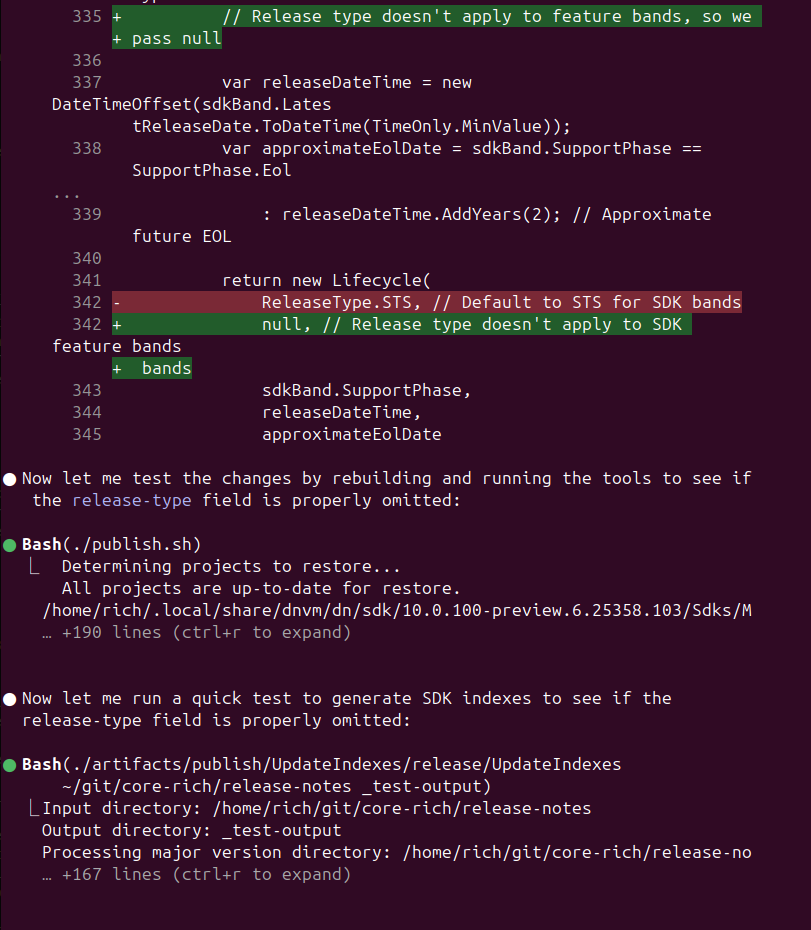 335 +          // Release type doesn't apply to feature bands, so we
+ pass null
336
337            var releaseDateTime = new
DateTimeOffset(sdkBand.Lates
tReleaseDate.ToDateTime(TimeOnly.MinValue));
338            var approximateEolDate = sdkBand.SupportPhase ==
SupportPhase.Eol
...
339                : releaseDateTime.AddYears(2); // Approximate
future EOL
340
341            return new Lifecycle(
342 -              ReleaseType.STS, // Default to STS for SDK bands
342 +              null, // Release type doesn't apply to SDK
feature bands
+  bands
343                sdkBand.SupportPhase,
344                releaseDateTime,
345                approximateEolDate
● Now let me test the changes by rebuilding and running the tools to see if
the release-type field is properly omitted:
● Bash(./publish.sh)
⎿  Determining projects to restore...
All projects are up-to-date for restore.
/home/rich/.local/share/dnvm/dn/sdk/10.0.100-preview.6.25358.103/Sdks/M
… +190 lines (ctrl+r to expand)
● Now let me run a quick test to generate SDK indexes to see if the
release-type field is properly omitted:
● Bash(./artifacts/publish/UpdateIndexes/release/UpdateIndexes
~/git/core-rich/release-notes _test-output)
⎿ Input directory: /home/rich/git/core-rich/release-notes
Output directory: _test-output
Processing major version directory: /home/rich/git/core-rich/release-no
… +167 lines (ctrl+r to expand)